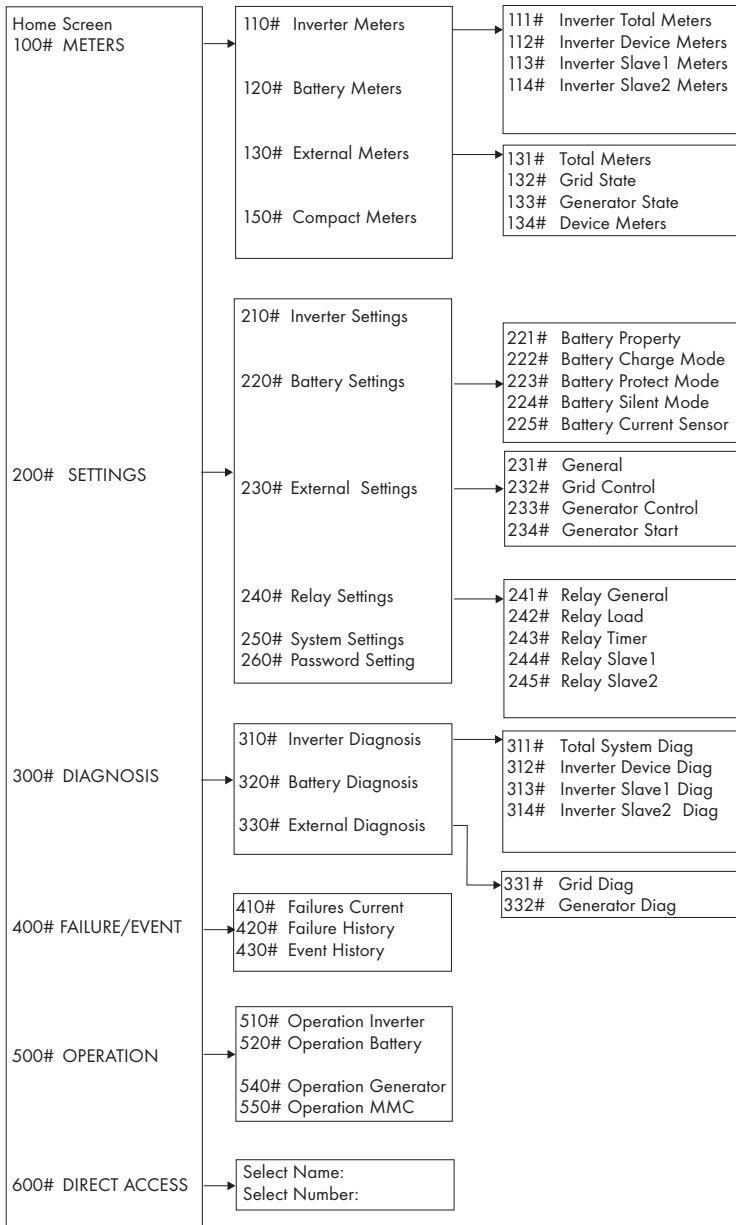 Home Screen
100# METERS
110# Inverter Meters
120# Battery Meters
130# External Meters
150# Compact Meters
111# Inverter Total Meters
112# Inverter Device Meters
113# Inverter Slave1 Meters
114# Inverter Slave2 Meters
131# Total Meters
132# Grid State
133# Generator State
134# Device Meters
200# SETTINGS
210# Inverter Settings
220# Battery Settings
230# External Settings
240# Relay Settings
250# System Settings
260# Password Setting
221# Battery Property
222# Battery Charge Mode
223# Battery Protect Mode
224# Battery Silent Mode
225# Battery Current Sensor
231# General
232# Grid Control
233# Generator Control
234# Generator Start
241# Relay General
242# Relay Load
243# Relay Timer
244# Relay Slave1
245# Relay Slave2
300# DIAGNOSIS
310# Inverter Diagnosis
320# Battery Diagnosis
330# External Diagnosis
311# Total System Diag
312# Inverter Device Diag
313# Inverter Slave1 Diag
314# Inverter Slave2 Diag
331# Grid Diag
332# Generator Diag
400# FAILURE/EVENT
410# Failures Current
420# Failure History
430# Event History
500# OPERATION
510# Operation Inverter
520# Operation Battery
540# Operation Generator
550# Operation MMC
600# DIRECT ACCESS
Select Name:
Select Number: